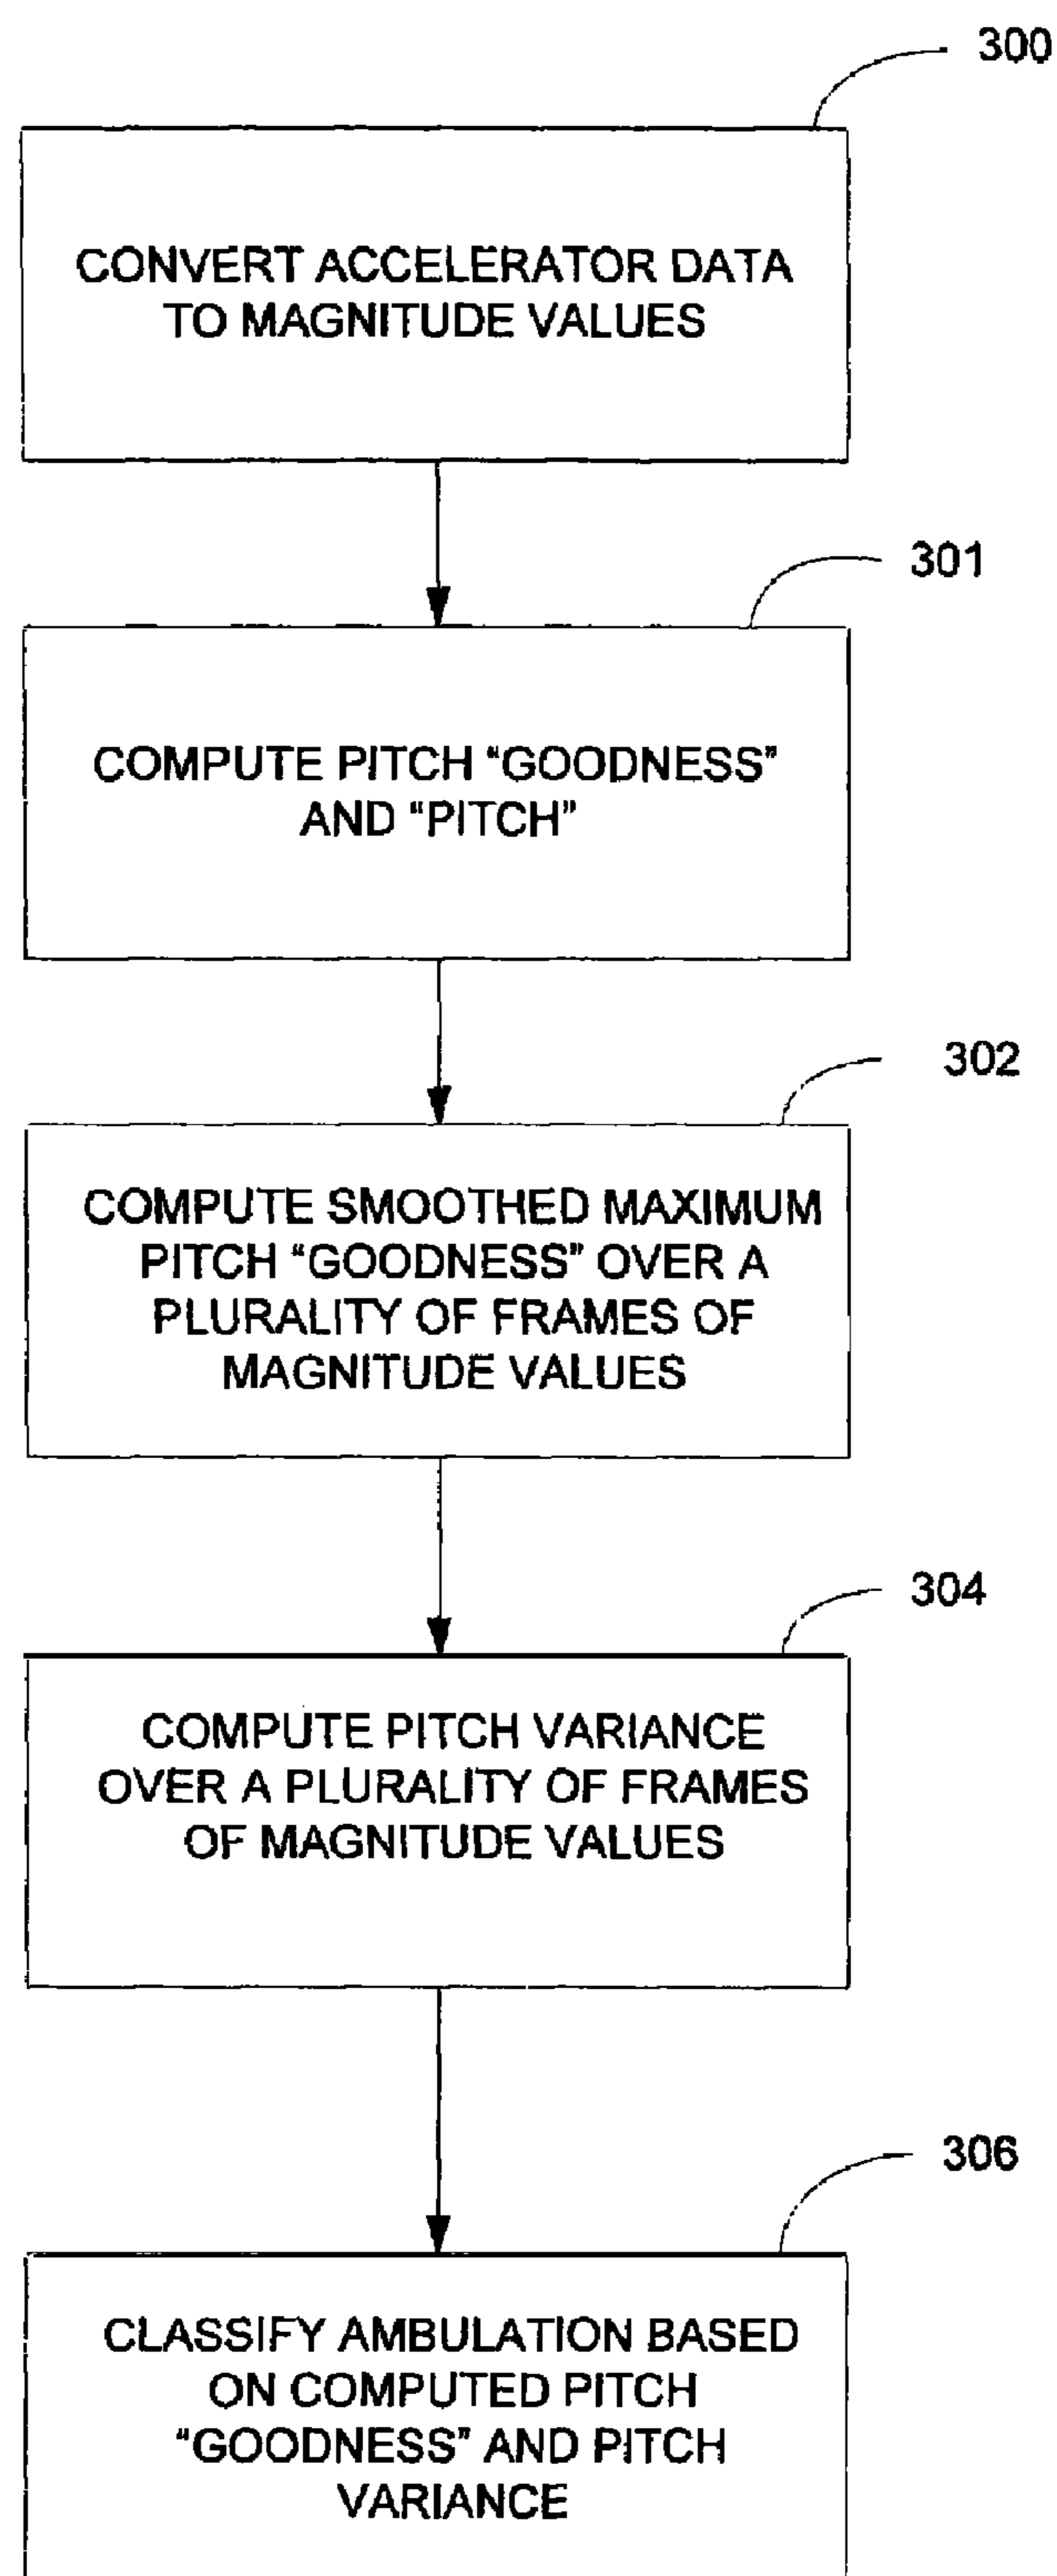 300
CONVERT ACCELERATOR DATA
TO MAGNITUDE VALUES
301
COMPUTE PITCH “GOODNESS”
AND “PITCH”
302
COMPUTE SMOOTHED MAXIMUM
PITCH “GOODNESS” OVER A
PLURALITY OF FRAMES OF
MAGNITUDE VALUES
304
COMPUTE PITCH VARIANCE
OVER A PLURALITY OF FRAMES
OF MAGNITUDE VALUES
306
CLASSIFY AMBULATION BASED
ON COMPUTED PITCH
“GOODNESS” AND PITCH
VARIANCE